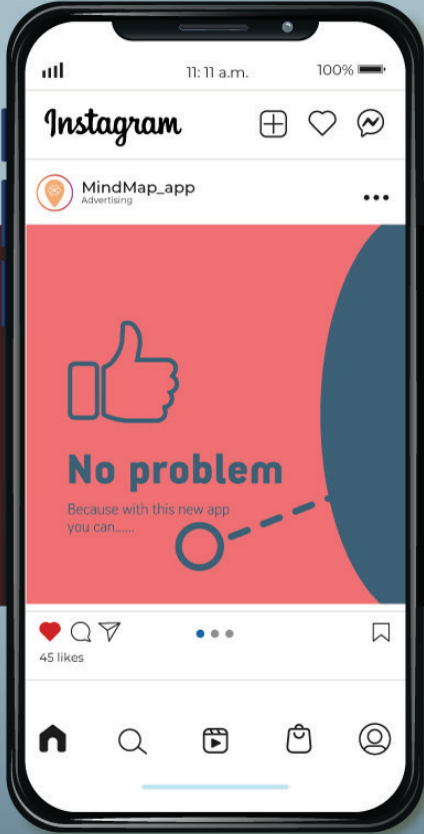 11:11 a.m.
100%
Instagram
MindMap_app
Advertising
No problem
Because with this new app
you can......
45 likes